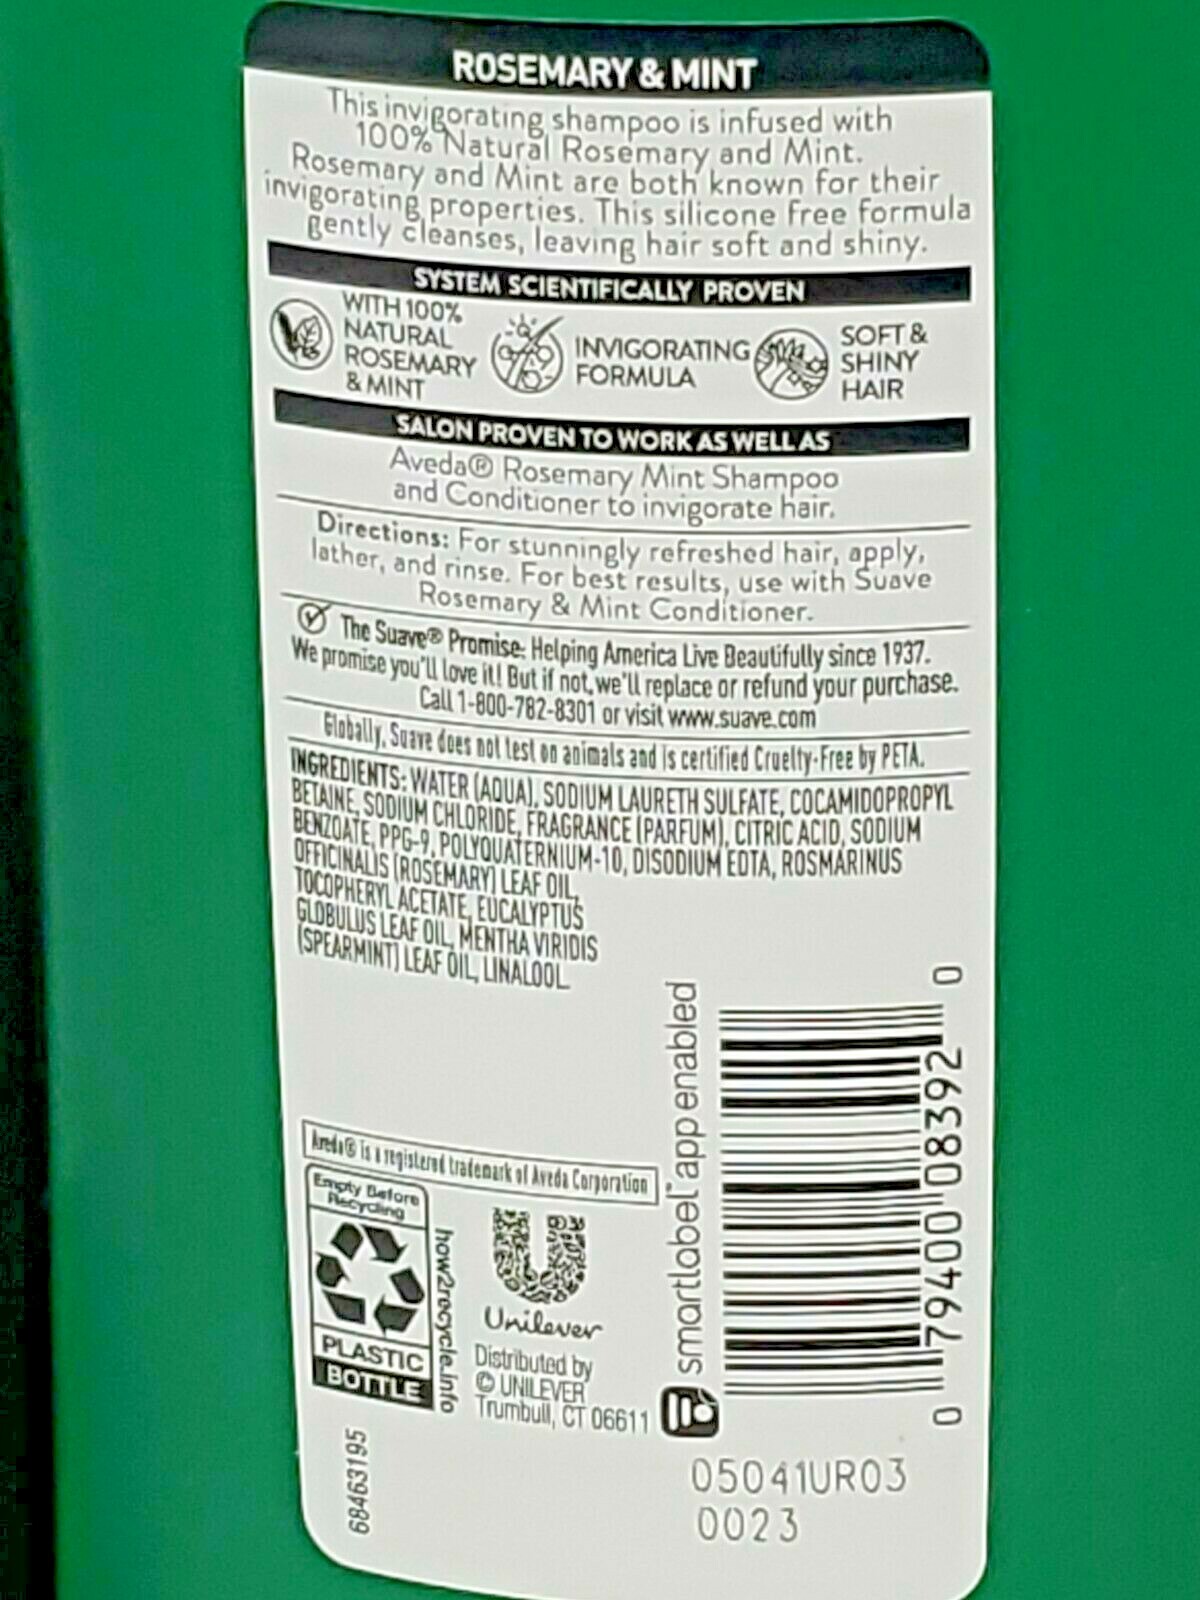 ROSEMARY & MINT
This invigorating shampoo is infused with
100% Natural Rosemary and Mint.
Rosemary and Mint are both known for their
invigorating properties. This silicone free formula
gently cleanses, leaving hair soft and shiny.
SYSTEM SCIENTIFICALLY PROVEN
WITH 100%
NATURAL
ROSEMARY
& MINT
INVIGORATING
FORMULA
SOFT &
SHINY
HAIR
SALON PROVEN TO WORK AS WELL AS
Aveda® Rosemary Mint Shampoo
and Conditioner to invigorate hair.
Directions: For stunningly refreshed hair, apply,
lather, and rinse. For best results, use with Suave
Rosemary & Mint Conditioner.
The Suave® Promise: Helping America Live Beautifully since 1937.
We promise you'll love it! But if not, we'll replace or refund your purchase.
Call 1-800-782-8301 or visit www.suave.com
Globally, Suave does not test on animals and is certified Cruelty-Free by PETA.
INGREDIENTS: WATER (AQUA), SODIUM LAURETH SULFATE, COCAMIDOPROPYL
BETAINE, SODIUM CHLORIDE, FRAGRANCE (PARFUM), CITRIC ACID, SODIUM
BENZOATE, PPG-9, POLYQUATERNIUM-10, DISODIUM EDTA, ROSMARINUS
OFFICINALIS (ROSEMARY) LEAF OIL,
TOCOPHERYL ACETATE, EUCALYPTUS
GLOBULUS LEAF OIL, MENTHA VIRIDIS
(SPEARMINT) LEAF OIL, LINALOOL.
Aveda® is a registered trademark of Aveda Corporation
Empty Before
Recycling
PLASTIC
BOTTLE
how2recycle.info
Unilever
Distributed by
© UNILEVER
Trumbull, CT 06611
smartlabel app enabled
0 79400 08392 0
68463195
05041UR03
0023